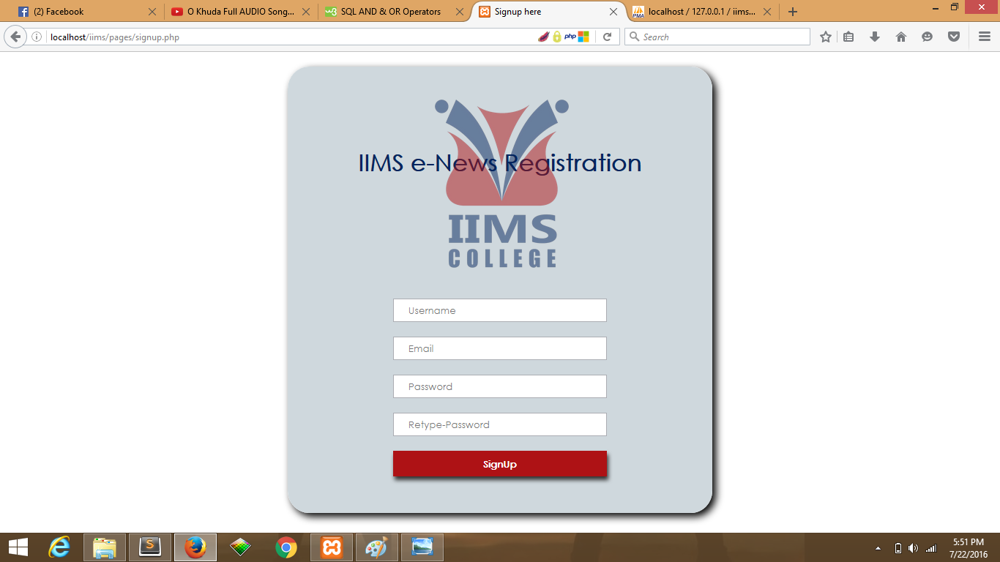 (2) Facebook
O Khuda Full AUDIO Song...
w3
SQL AND & OR Operators
Signup here
PMA
localhost / 127.0.0.1 / iims...
localhost/iims/pages/signup.php
php
Search
IIMS e-News Registration
IIMS
COLLEGE
Username
Email
Password
Retype-Password
SignUp
5:51 PM
7/22/2016